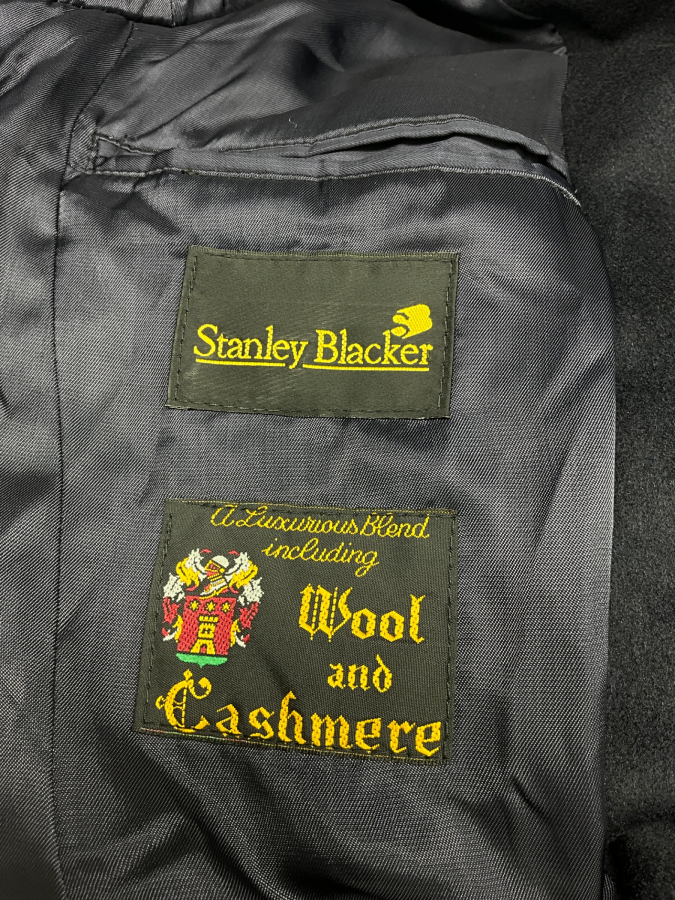 Stanley Blacker
A Luxurious Blend
including
Wool
and
Cashmere